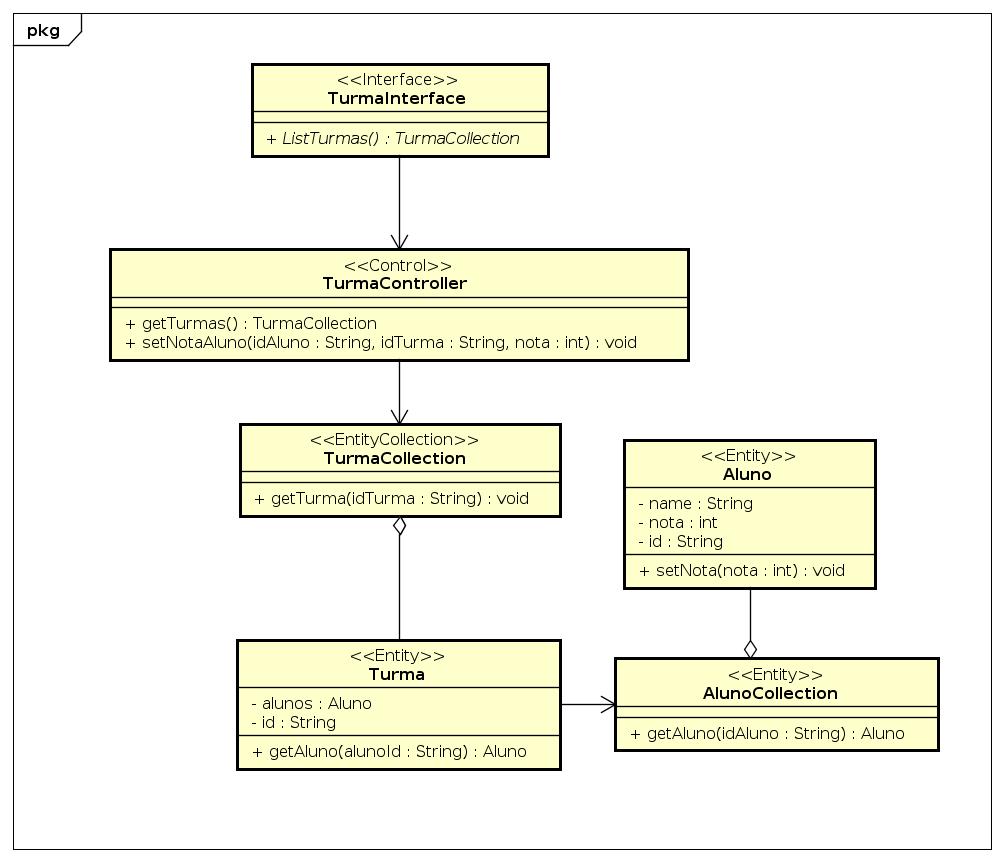 pkg
<<Interface>>
TurmaInterface
+ ListTurmas() : TurmaCollection
<<Control>>
TurmaController
+ getTurmas() : TurmaCollection
+ setNotaAluno(idAluno : String, idTurma : String, nota : int) : void
<<EntityCollection>>
TurmaCollection
+ getTurma(idTurma : String) : void
<<Entity>>
Aluno
- name : String
- nota : int
- id : String
+ setNota(nota : int) : void
<<Entity>>
Turma
- alunos : Aluno
- id : String
+ getAluno(alunoId : String) : Aluno
<<Entity>>
AlunoCollection
+ getAluno(idAluno : String) : Aluno